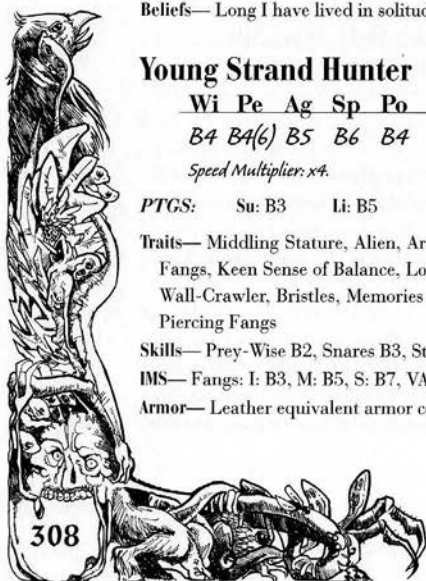 Beliefs— Long I have lived in solitud
Young Strand Hunter
Wi Pe Ag Sp Po
B4 B4(6) B5 B6 B4
Speed Multiplier: x4.
PTGS: Su: B3 Li: B5
Traits— Middling Stature, Alien, Ar
Fangs, Keen Sense of Balance, Lo
Wall-Crawler, Bristles, Memories
Piercing Fangs
Skills— Prey-Wise B2, Snares B3, St
IMS— Fangs: I: B3, M: B5, S: B7, VA
Armor— Leather equivalent armor c
308